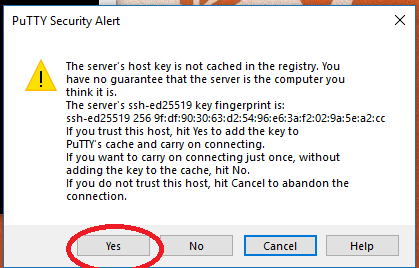 PuTTY Security Alert
The server's host key is not cached in the registry. You
have no guarantee that the server is the computer you
think it is.
The server's ssh-ed25519 key fingerprint is:
ssh-ed25519 256 9f:df:90:30:63:d2:54:96:e6:3a:f2:02:9a:5e:a2:cc
If you trust this host, hit Yes to add the key to
PuTTY's cache and carry on connecting.
If you want to carry on connecting just once, without
adding the key to the cache, hit No.
If you do not trust this host, hit Cancel to abandon the
connection.
Yes No Cancel Help